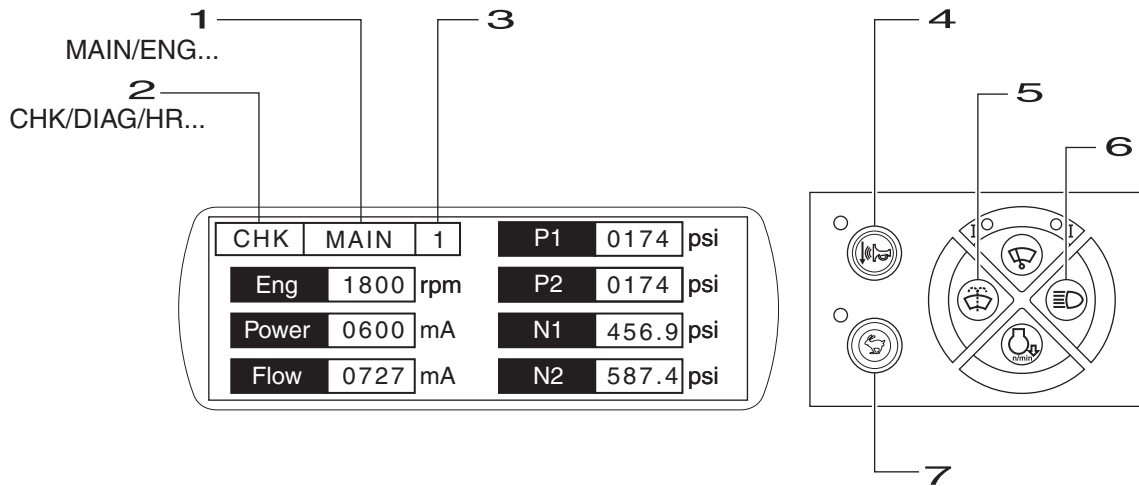 1
3
4
MAIN/ENG...
2
5
CHK/DIAG/HR...
6
CHK MAIN 1
P1 0174 psi
Eng 1800 rpm
P2 0174 psi
Power 0600 mA
N1 456.9 psi
Flow 0727 mA
N2 587.4 psi
I I
n/min
7